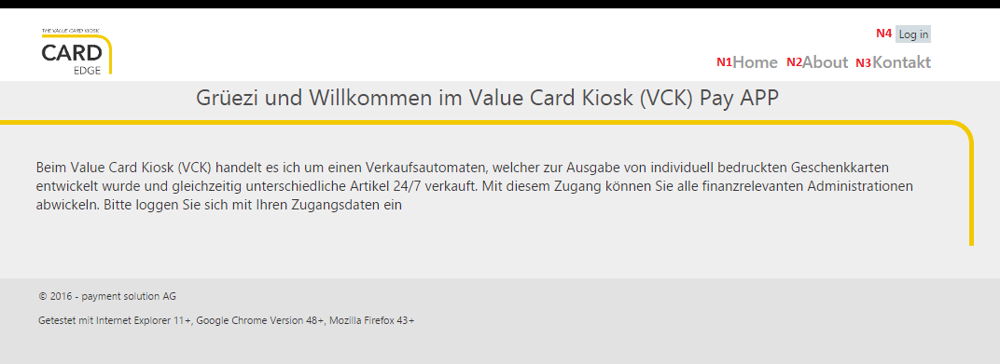 THE VALUE CARD KIOSK
CARD
EDGE
N4 Log in
N1Home N2About N3Kontakt
Grüezi und Willkommen im Value Card Kiosk (VCK) Pay APP
Beim Value Card Kiosk (VCK) handelt es ich um einen Verkaufsautomaten, welcher zur Ausgabe von individuell bedruckten Geschenkkarten
entwickelt wurde und gleichzeitig unterschiedliche Artikel 24/7 verkauft. Mit diesem Zugang können Sie alle finanzrelevanten Administrationen
abwickeln. Bitte loggen Sie sich mit Ihren Zugangsdaten ein
© 2016 - payment solution AG
Getestet mit Internet Explorer 11+, Google Chrome Version 48+, Mozilla Firefox 43+